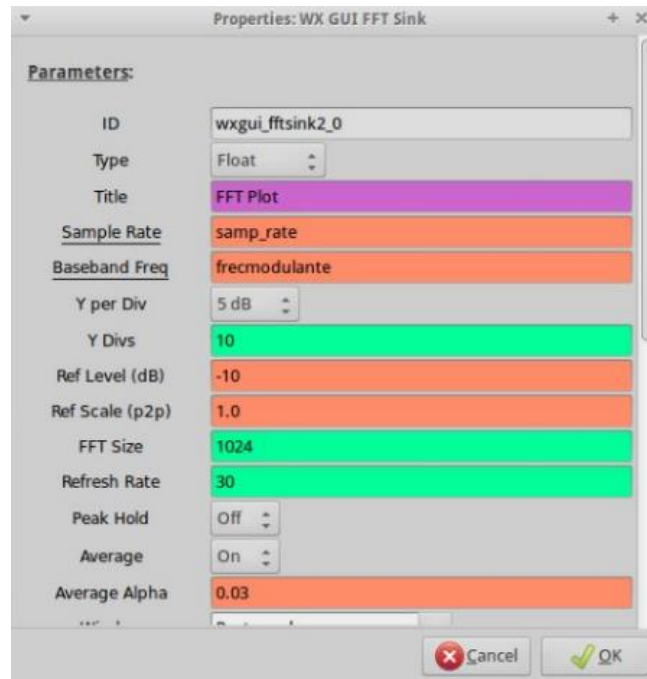 Properties: WX GUI FFT Sink
Parameters:
ID wxgui_fftsink2_0
Type Float
Title FFT Plot
Sample Rate samp_rate
Baseband Freq frecmodulante
Y per Div 5 dB
Y Divs 10
Ref Level (dB) -10
Ref Scale (p2p) 1.0
FFT Size 1024
Refresh Rate 30
Peak Hold Off
Average On
Average Alpha 0.03
Cancel OK